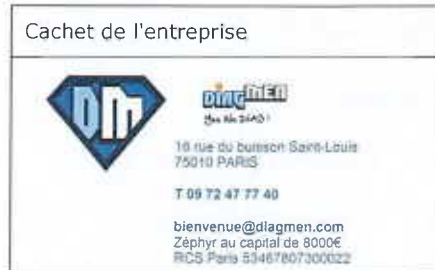 Cachet de l'entreprise
DM
DIAGMEN
16 rue du buisson Saint-Louis
75010 PARIS
T 09 72 47 77 40
bienvenue@diagmen.com
Zéphyr au capital de 8000€
RCS Paris 53467807300022